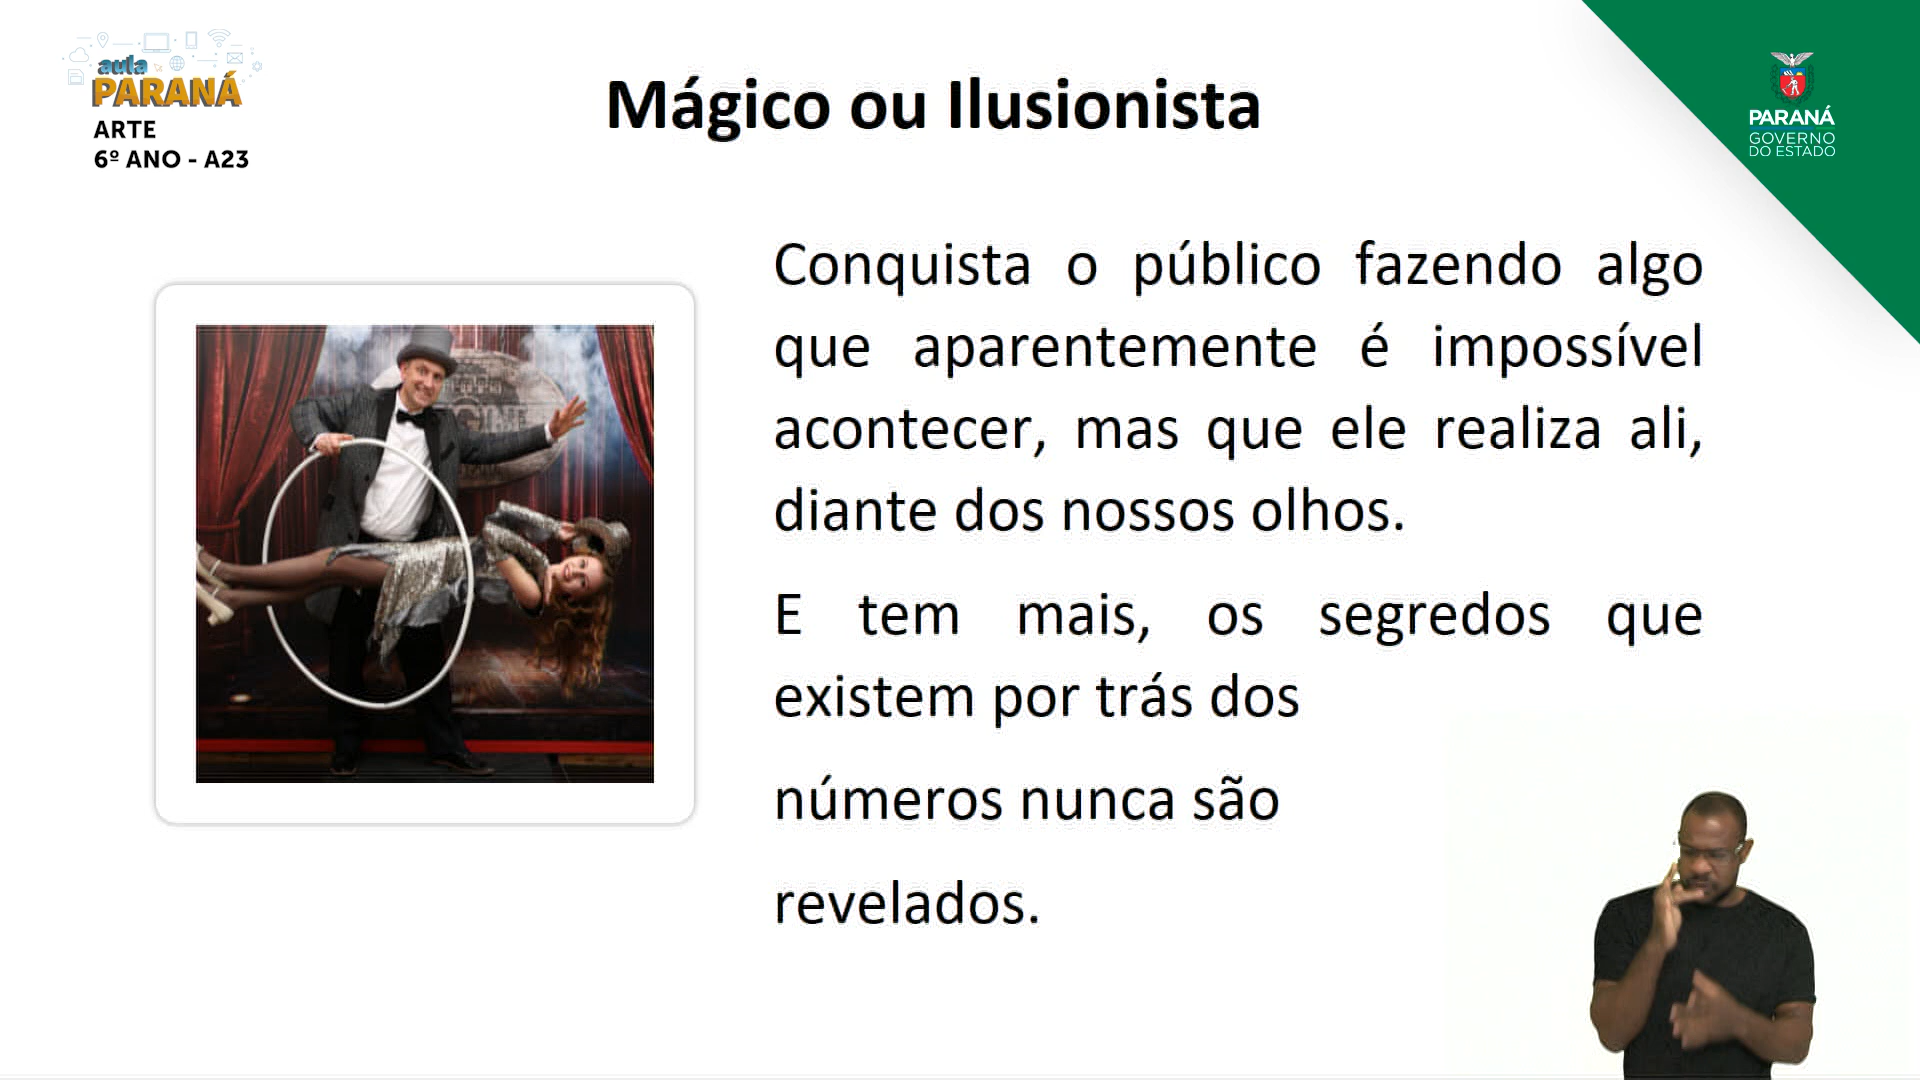 aula
PARANÁ
ARTE
6º ANO - A23
Mágico ou Ilusionista
PARANÁ
GOVERNO
DO ESTADO
Conquista o público fazendo algo
que aparentemente é impossível
acontecer, mas que ele realiza ali,
diante dos nossos olhos.
E tem mais, os segredos que
existem por trás dos
números nunca são
revelados.